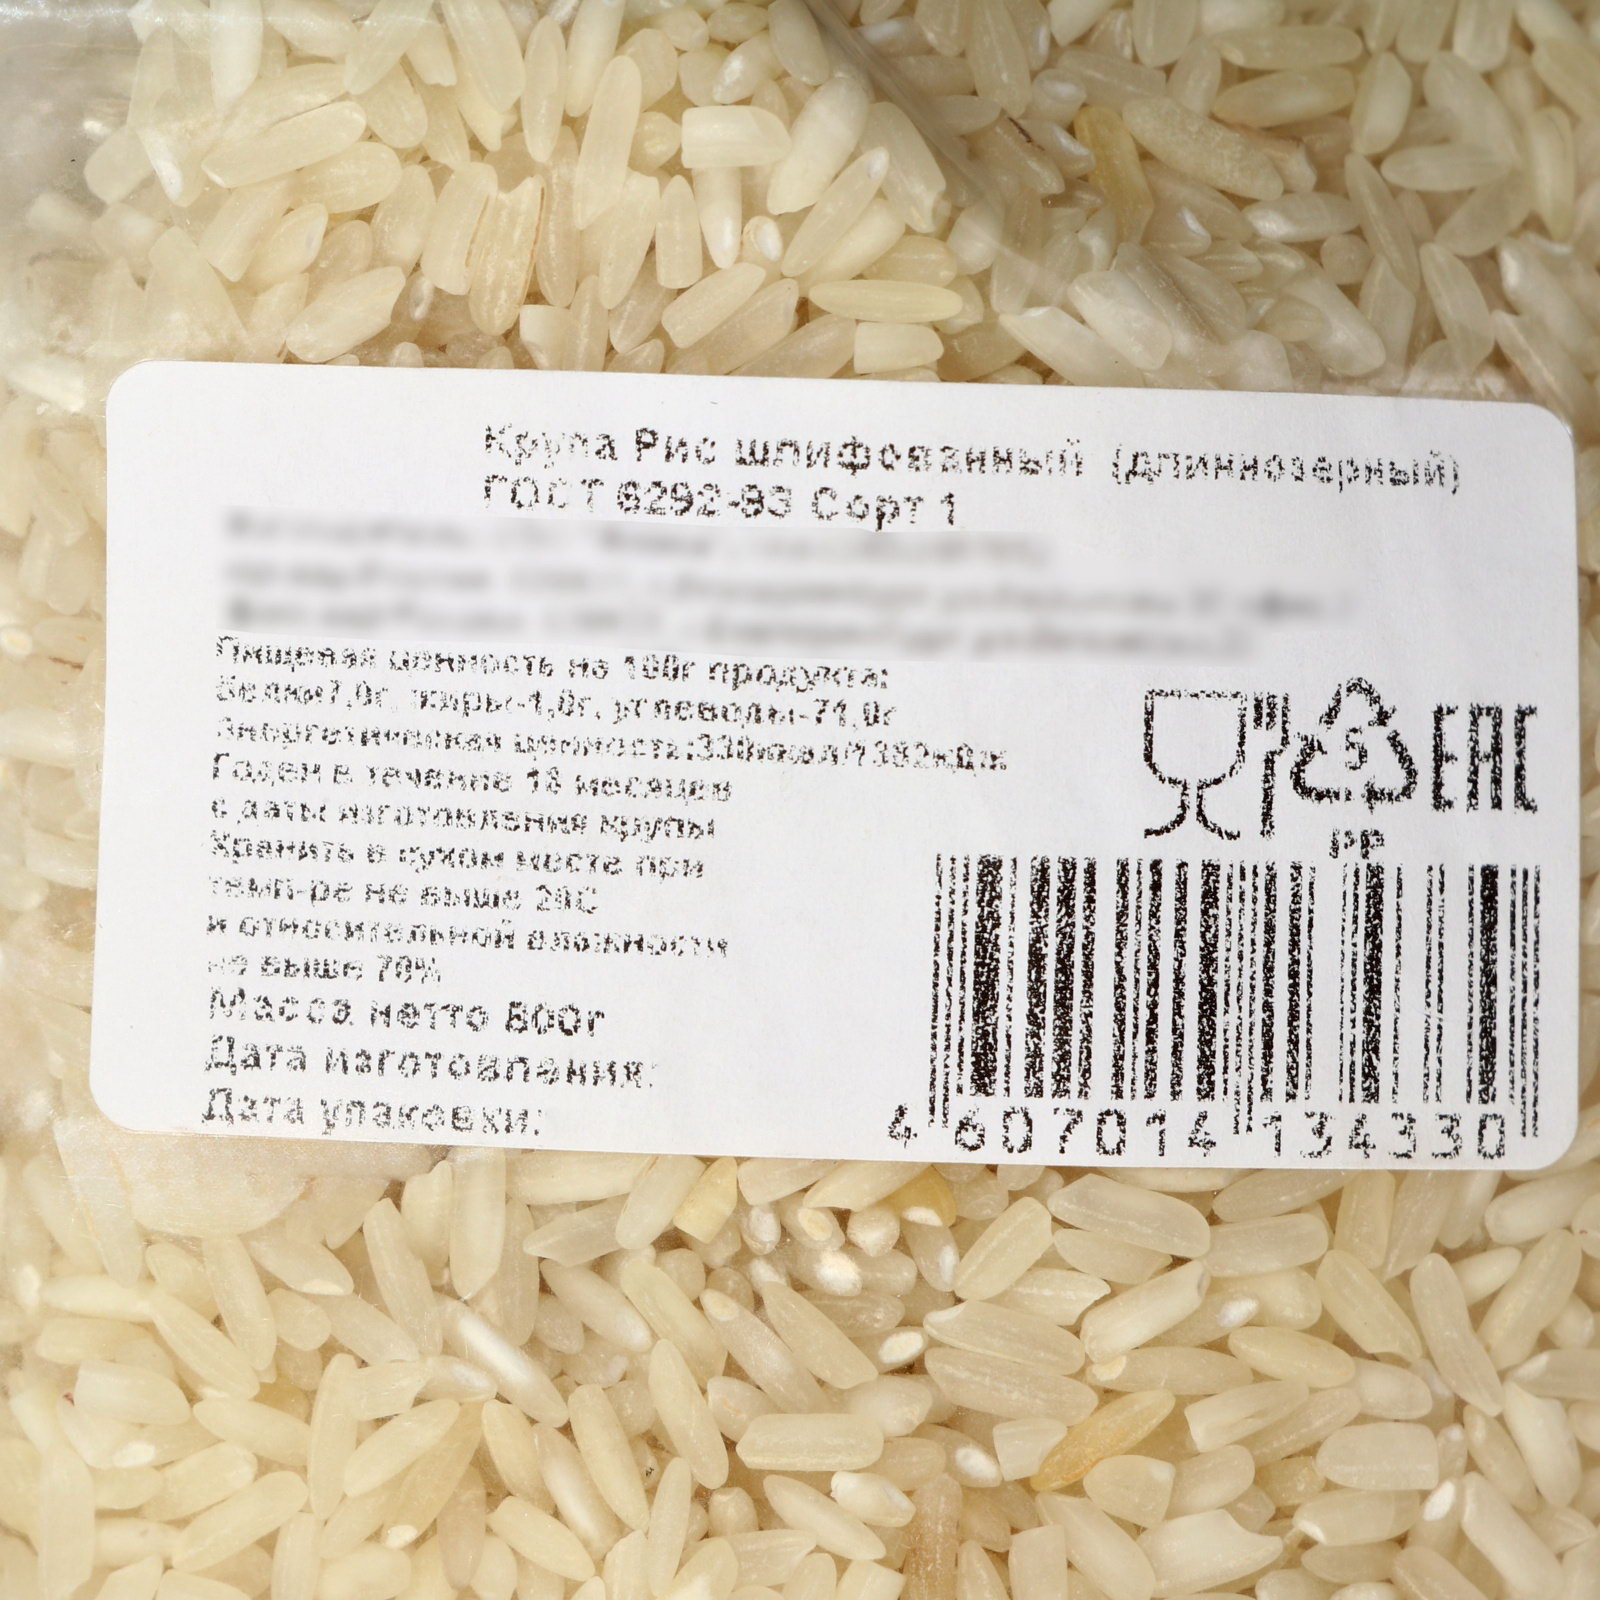 Крупа Рис шлифованный (длиннозерный)
ГОСТ 6292-93 Сорт 1
Пищевая ценность на 100г продукта:
Белки-7,0г, жиры-1,0г, углеводы-71,0г
Энергетическая ценность:330ккал/1382кДж
Годен в течение 18 месяцев
с даты изготовления крупы
Хранить в сухом месте при
темп-ре не выше 20С
и относительной влажности
не выше 70%
Масса нетто 800г
Дата изготовления:
Дата упаковки:
5
PP
EAC
4 607014 134330